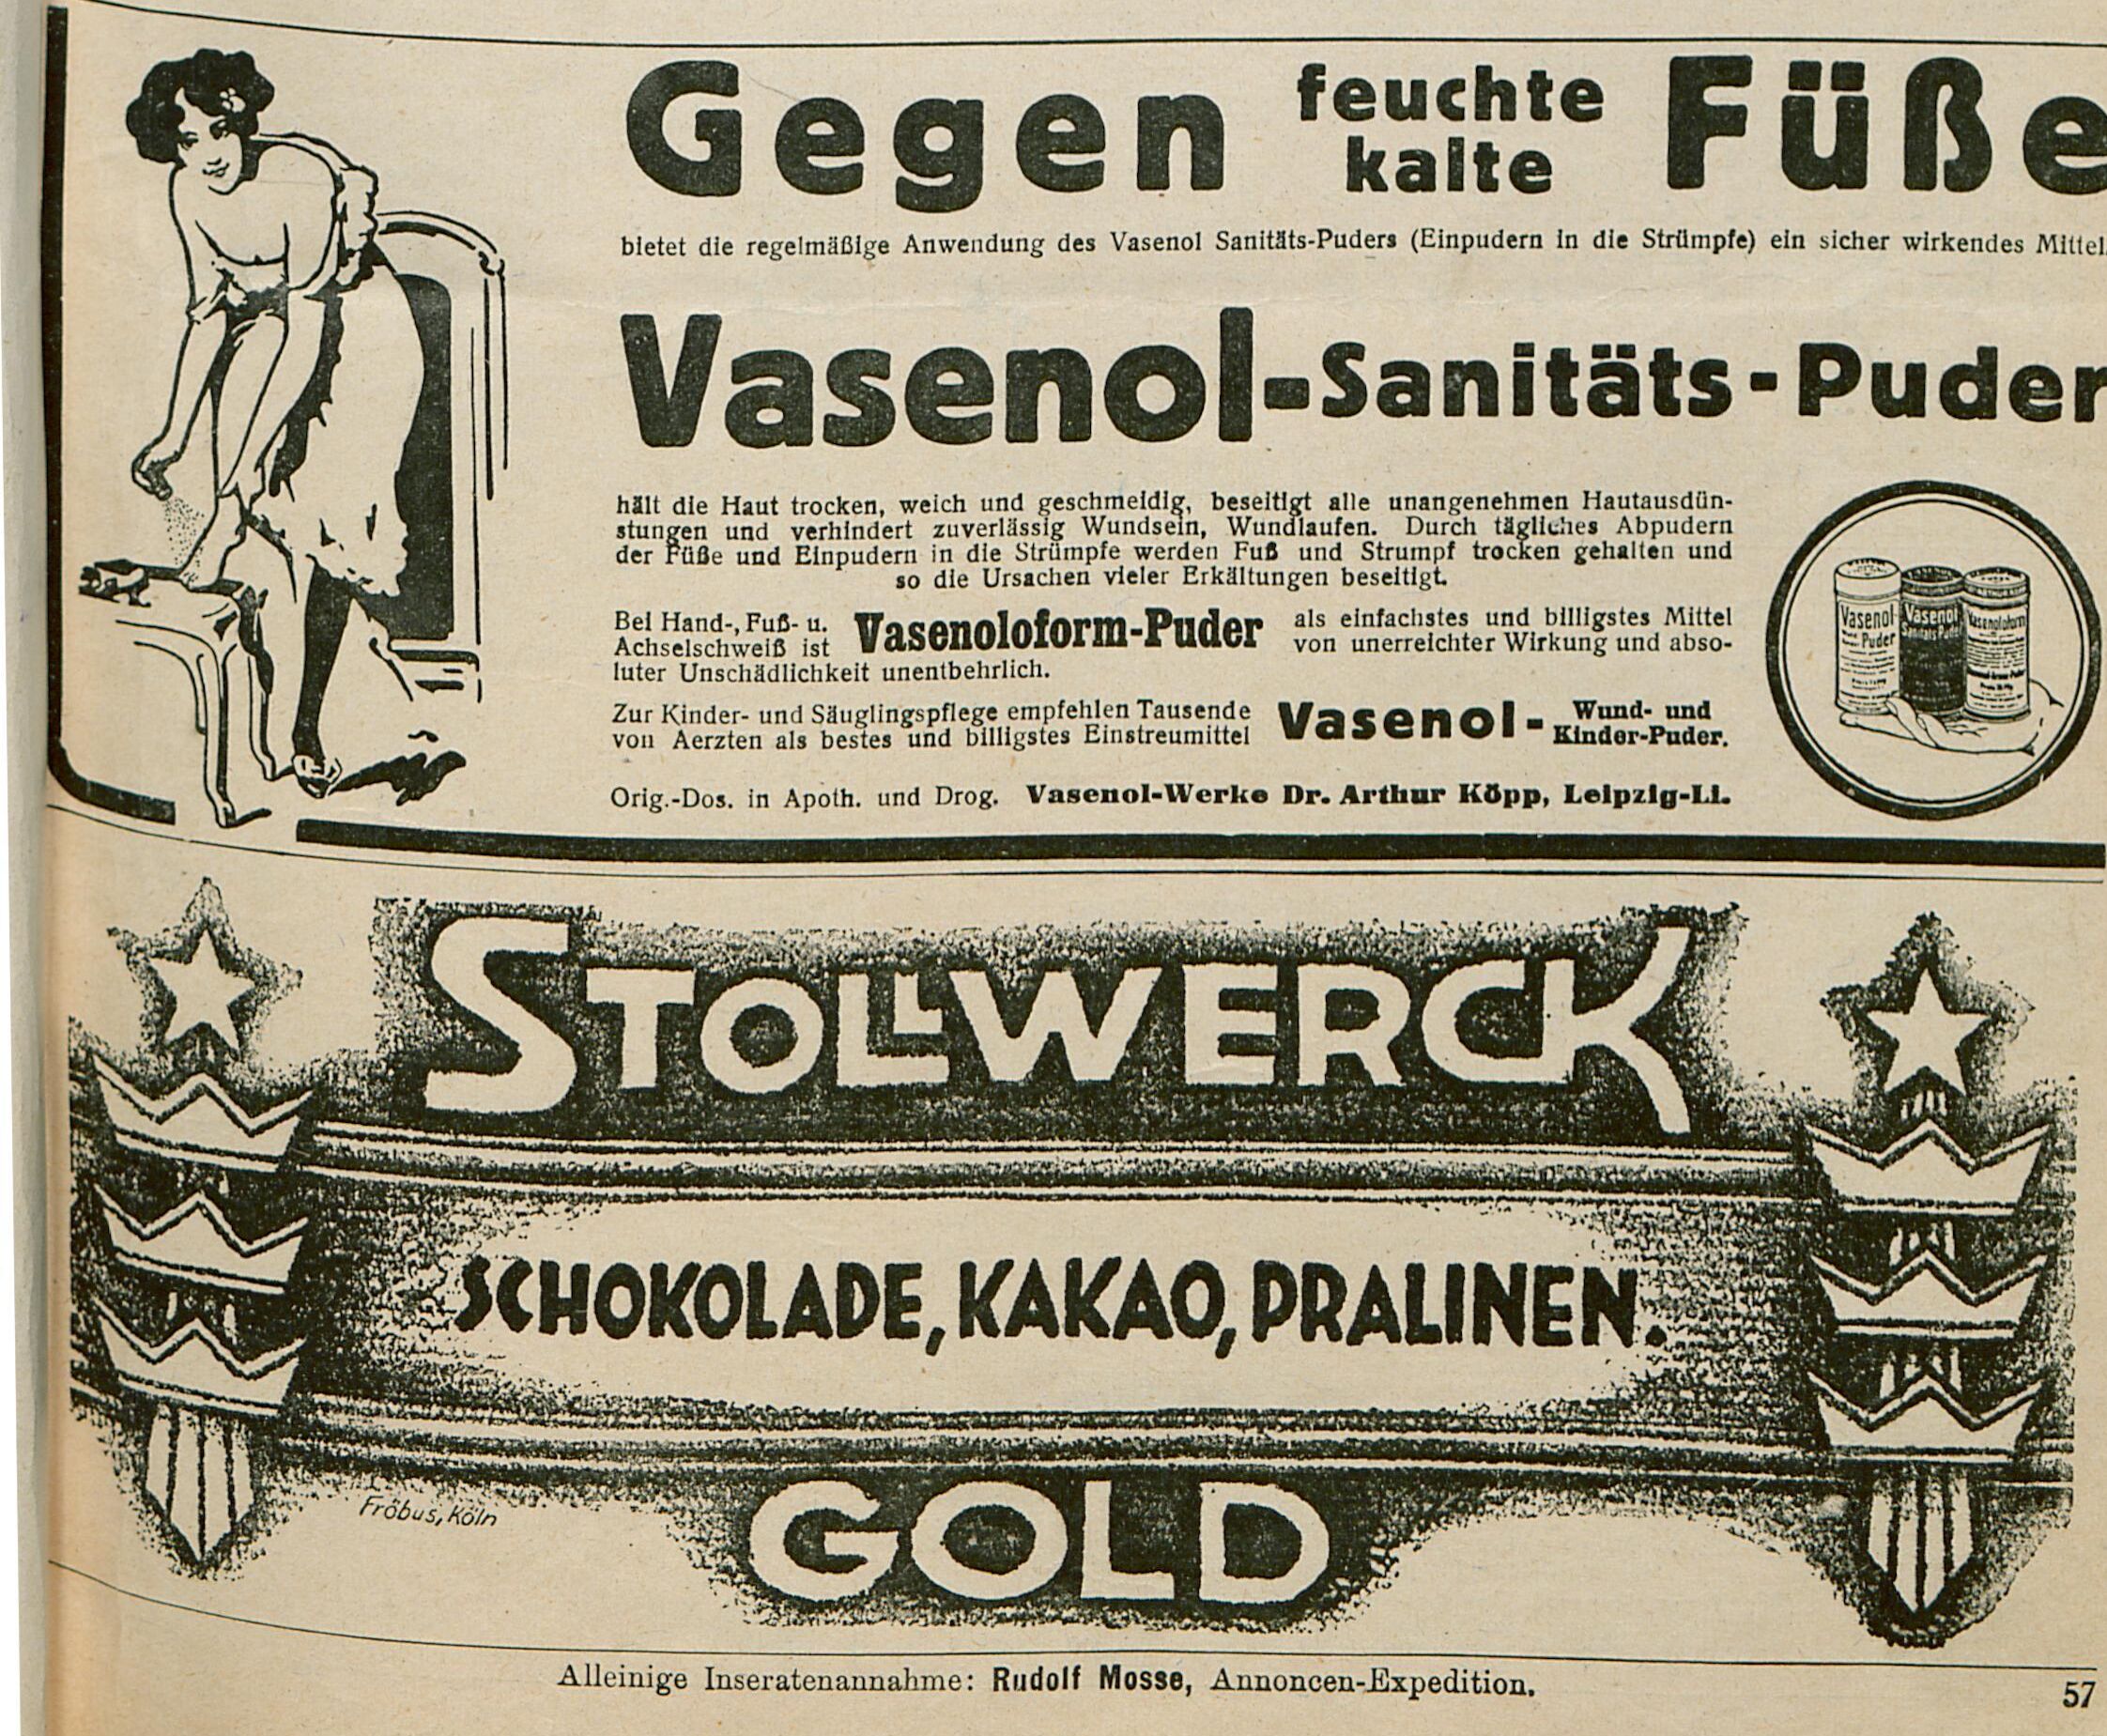 Gegen feuchte kalte Füße
bietet die regelmäßige Anwendung des Vasenol Sanitäts-Puders (Einpudern in die Strümpfe) ein sicher wirkendes Mittel.
Vasenol-Sanitäts-Puder
hält die Haut trocken, weich und geschmeidig, beseitigt alle unangenehmen Hautausdün-
stungen und verhindert zuverlässig Wundsein, Wundlaufen. Durch tägliches Abpudern
der Füße und Einpudern in die Strümpfe werden Fuß und Strumpf trocken gehalten und
so die Ursachen vieler Erkältungen beseitigt.
Bei Hand-, Fuß- u.
Achselschweiß ist
Vasenoloform-Puder
als einfachstes und billigstes Mittel
von unerreichter Wirkung und abso-
luter Unschädlichkeit unentbehrlich.
Zur Kinder- und Säuglingspflege empfehlen Tausende
von Aerzten als bestes und billigstes Einstreumittel
Vasenol-
Wund- und
Kinder-Puder.
Orig.-Dos. in Apoth. und Drog. Vasenol-Werke Dr. Arthur Köpp, Leipzig-Li.
Vasenol
Puder
Vasenol
Sanitäts-Puder
Vasenoloform
STOLLWERCK
SCHOKOLADE, KAKAO, PRALINEN.
GOLD
Fröbus, Köln
Alleinige Inseratenannahme: Rudolf Mosse, Annoncen-Expedition.
57